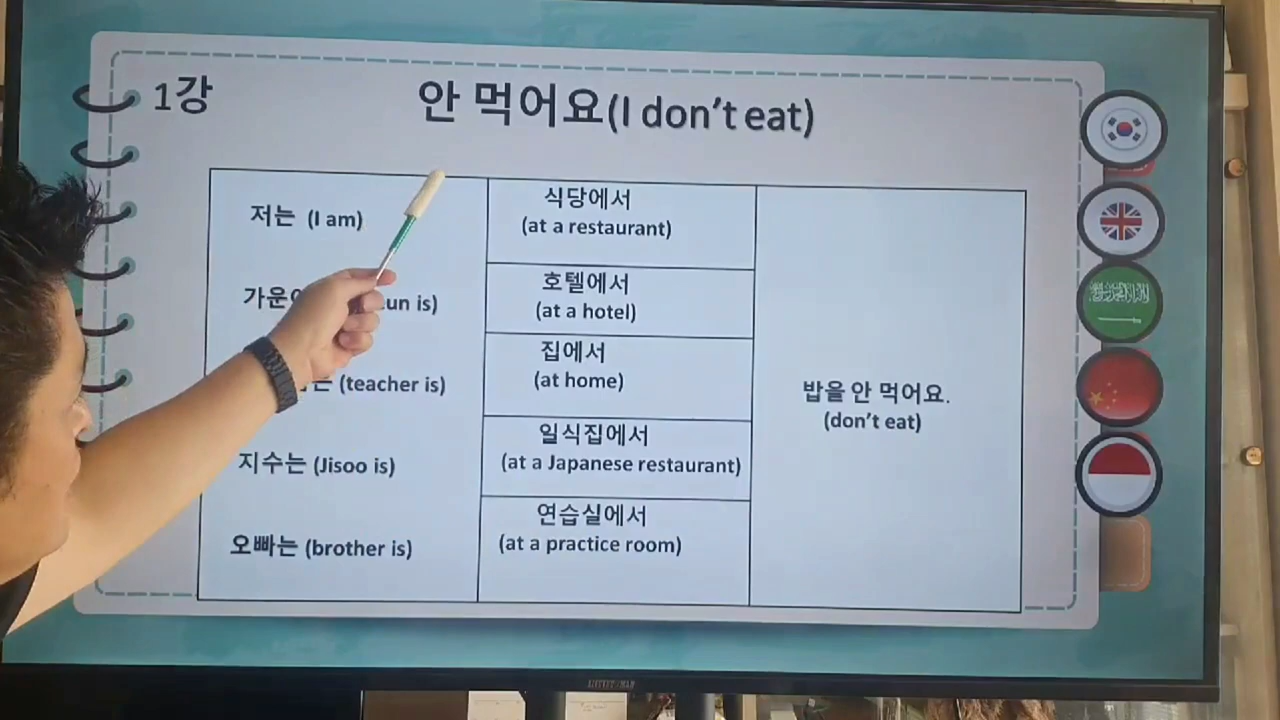 1강
안 먹어요(I don't eat)
저는 (I am)
가운 un is)
는 (teacher is)
지수는 (Jisoo is)
오빠는 (brother is)
식당에서
(at a restaurant)
호텔에서
(at a hotel)
집에서
(at home)
일식집에서
(at a Japanese restaurant)
연습실에서
(at a practice room)
밥을 안 먹어요.
(don't eat)